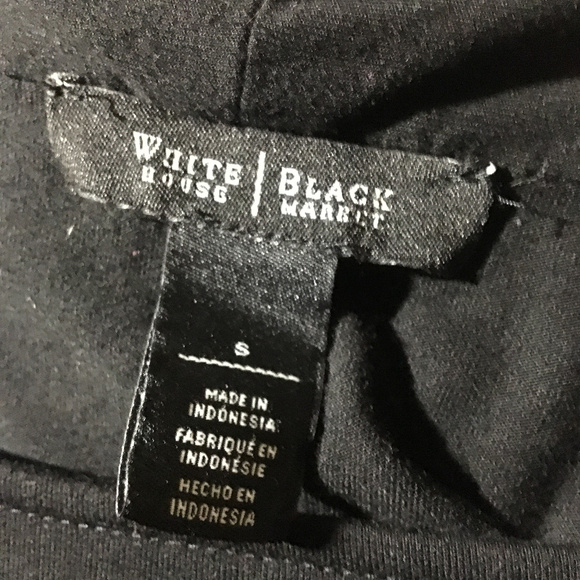 WHITE | BLACK
HOUSE | MARKET
S
MADE IN
INDONESIA
FABRIQUÉ EN
INDONÉSIE
HECHO EN
INDONESIA